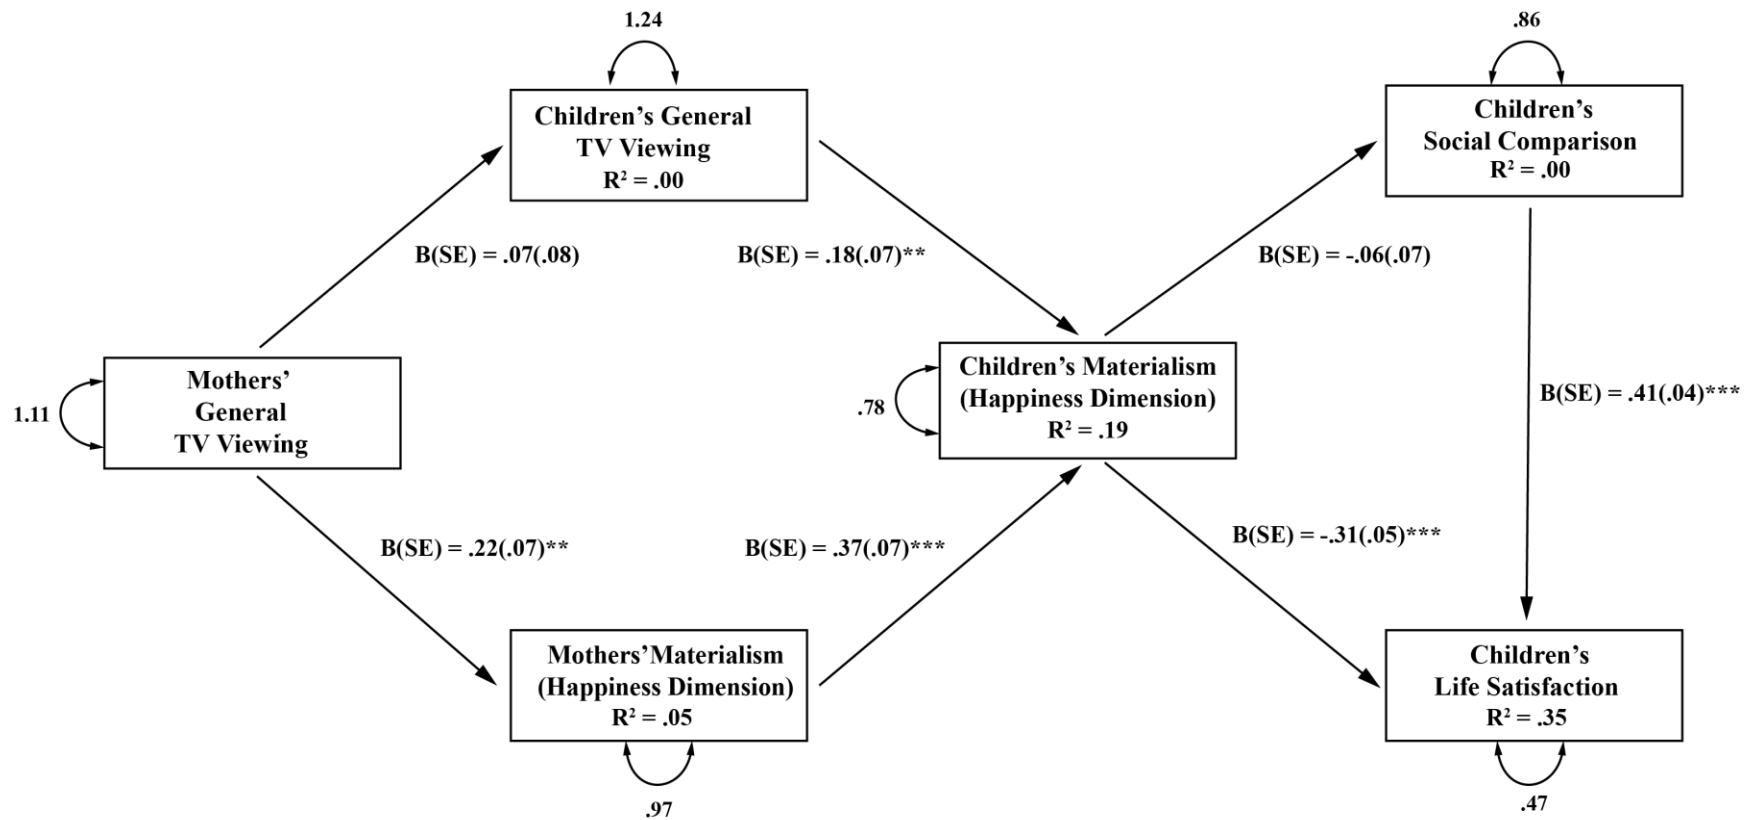 1.24
.86
Children's General
TV Viewing
R² = .00
Children's
Social Comparison
R² = .00
B(SE) = .07(.08)
B(SE) = .18(.07)**
B(SE) = -.06(.07)
Mothers'
General
TV Viewing
1.11
Children's Materialism
(Happiness Dimension)
R² = .19
.78
B(SE) = .41(.04)***
B(SE) = .22(.07)**
B(SE) = .37(.07)***
B(SE) = -.31(.05)***
Mothers'Materialism
(Happiness Dimension)
R² = .05
Children's
Life Satisfaction
R² = .35
.97
.47